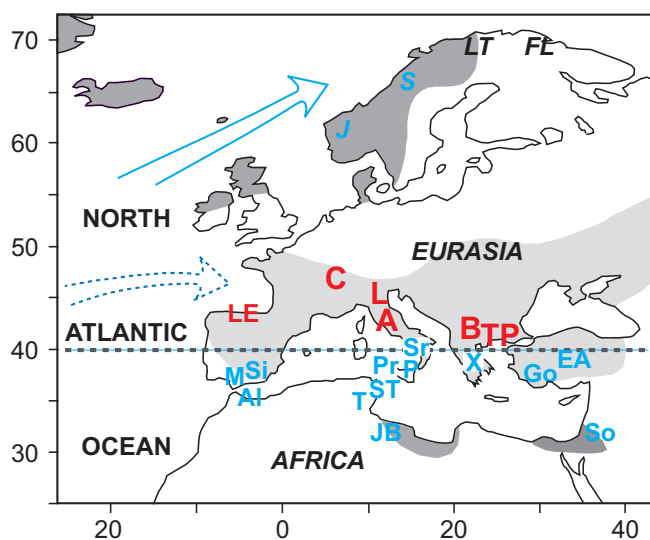 70
LT FL
S
J
60
NORTH
50
EURASIA
C
L
LE
A
B
TP
ATLANTIC
40
Sr
M
Si
Pr
P
X
Go
EA
Al
T
ST
30
OCEAN
JB
AFRICA
So
20 0 20 40